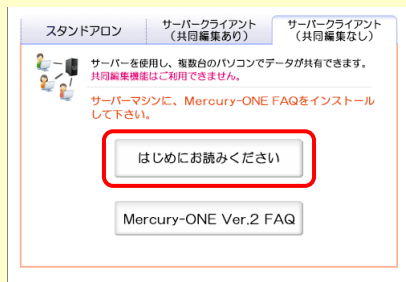 スタンドアロン
サーバークライアント
（共同編集あり）
サーバークライアント
（共同編集なし）
サーバーを使用し、複数台のパソコンでデータが共有できます。
共同編集機能はご利用できません。
サーバーマシンに、Mercury-ONE FAQをインストール
して下さい。
はじめにお読みください
Mercury-ONE Ver.2 FAQ